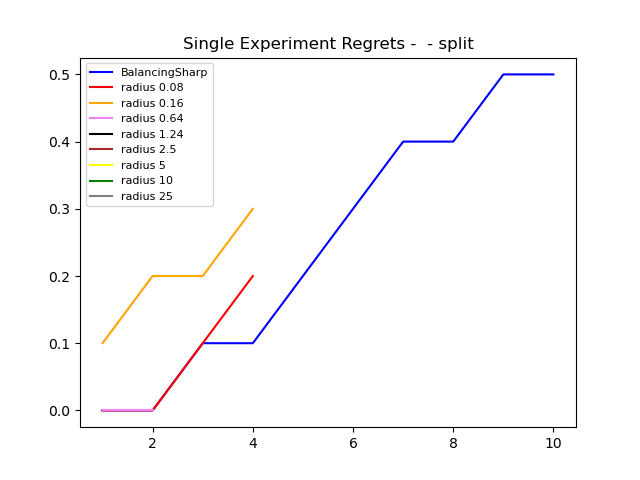 Single Experiment Regrets -  - split
BalancingSharp
radius 0.08
radius 0.16
radius 0.64
radius 1.24
radius 2.5
radius 5
radius 10
radius 25
0.5
0.4
0.3
0.2
0.1
0.0
2 4 6 8 10